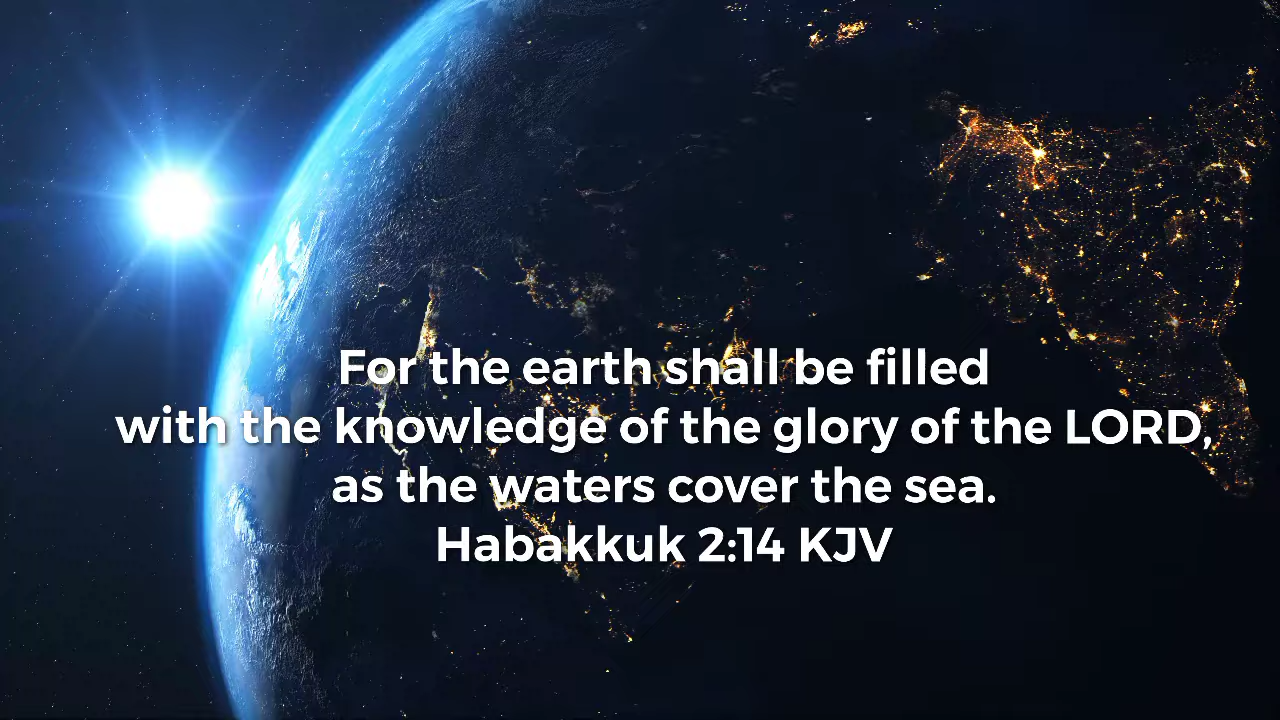 For the earth shall be filled
with the knowledge of the glory of the LORD,
as the waters cover the sea.
Habakkuk 2:14 KJV